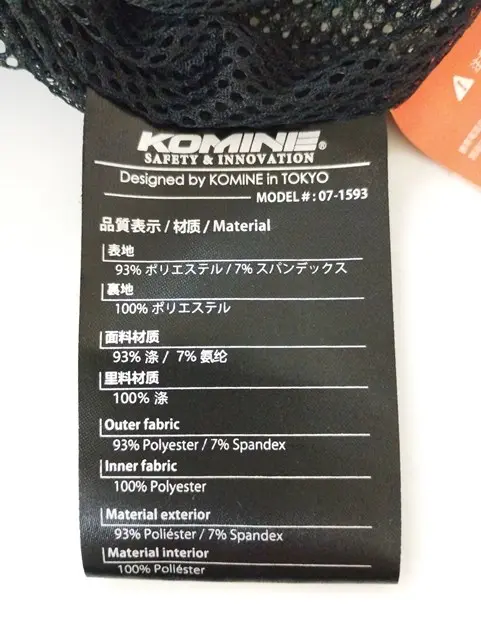 KOMINE®
SAFETY & INNOVATION
Designed by KOMINE in TOKYO
MODEL # : 07-1593
品質表示 / 材质 / Material
表地
93% ポリエステル / 7% スパンデックス
裏地
100% ポリエステル
面料材质
93% 涤 / 7% 氨纶
里料材质
100% 涤
Outer fabric
93% Polyester / 7% Spandex
Inner fabric
100% Polyester
Material exterior
93% Poliéster / 7% Spandex
Material interior
100% Poliéster